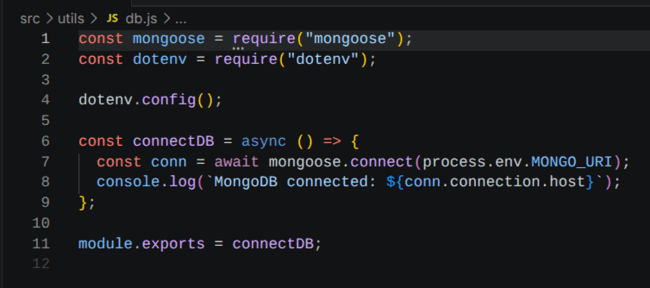 src > utils > JS db.js > ...
1 const mongoose = require("mongoose");
2 const dotenv = require("dotenv");
3
4 dotenv.config();
5
6 const connectDB = async () => {
7   const conn = await mongoose.connect(process.env.MONGO_URI);
8   console.log(`MongoDB connected: ${conn.connection.host}`);
9 };
10
11 module.exports = connectDB;
12